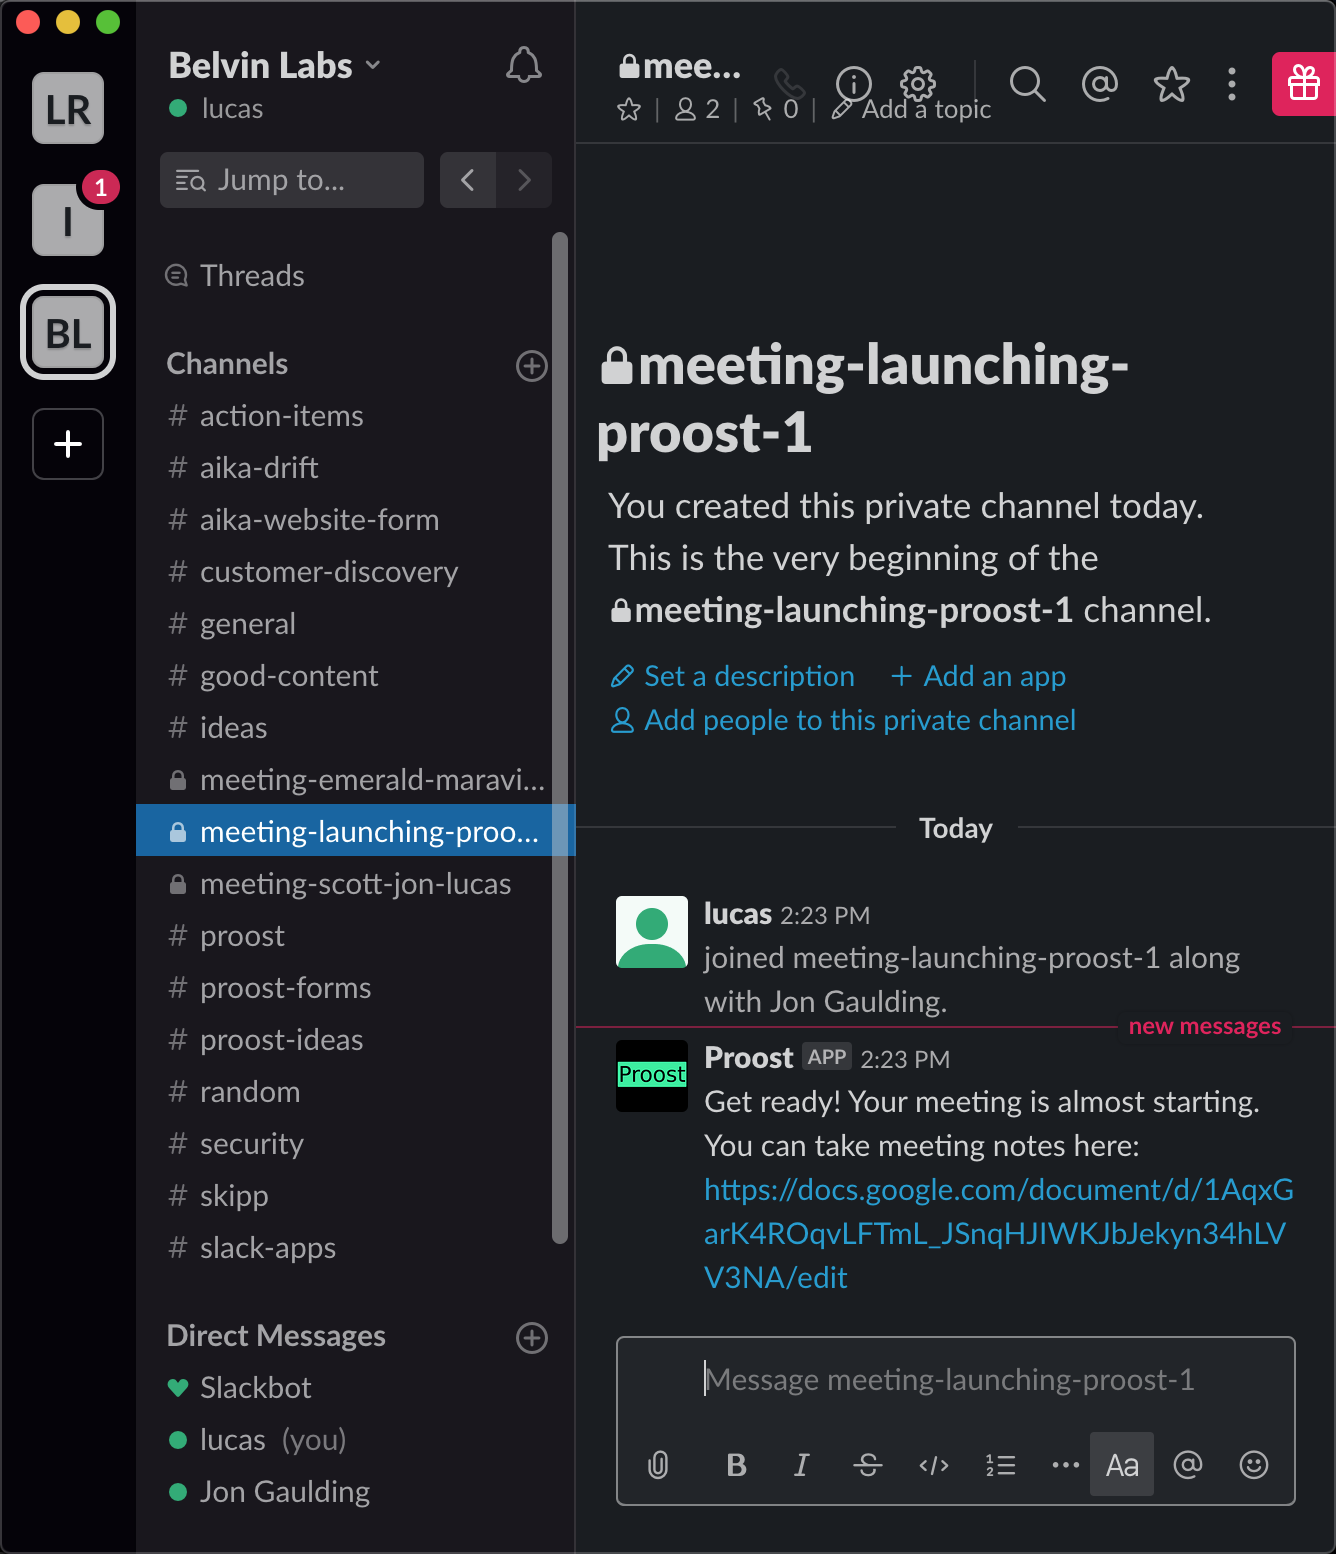 LR
1
I
BL
Belvin Labs
lucas
Jump to...
Threads
Channels
# action-items
# aika-drift
# aika-website-form
# customer-discovery
# general
# good-content
# ideas
meeting-emerald-maravi...
meeting-launching-proo...
meeting-scott-jon-lucas
# proost
# proost-forms
# proost-ideas
# random
# security
# skipp
# slack-apps
Direct Messages
Slackbot
lucas (you)
Jon Gaulding
mee...
| 2 | 0 | Add a topic
meeting-launching-
proost-1
You created this private channel today.
This is the very beginning of the
meeting-launching-proost-1 channel.
Set a description + Add an app
Add people to this private channel
Today
lucas 2:23 PM
joined meeting-launching-proost-1 along
with Jon Gaulding.
new messages
Proost
Proost APP 2:23 PM
Get ready! Your meeting is almost starting.
You can take meeting notes here:
https://docs.google.com/document/d/1AqxG
arK4ROqvLFTmL_JSnqHJIWKJbJekyn34hLV
V3NA/edit
Message meeting-launching-proost-1
B I S </> Aa @